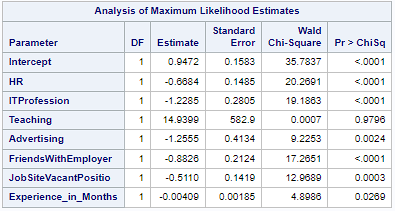 Analysis of Maximum Likelihood Estimates
Parameter DF Estimate Standard Error Wald Chi-Square Pr > ChiSq
Intercept 1 0.9472 0.1583 35.7837 <.0001
HR 1 -0.6684 0.1485 20.2691 <.0001
ITProfession 1 -1.2285 0.2805 19.1863 <.0001
Teaching 1 14.9399 582.9 0.0007 0.9796
Advertising 1 -1.2555 0.4134 9.2253 0.0024
FriendsWithEmployer 1 -0.8826 0.2124 17.2651 <.0001
JobSiteVacantPositio 1 -0.5110 0.1419 12.9689 0.0003
Experience_in_Months 1 -0.00409 0.00185 4.8986 0.0269